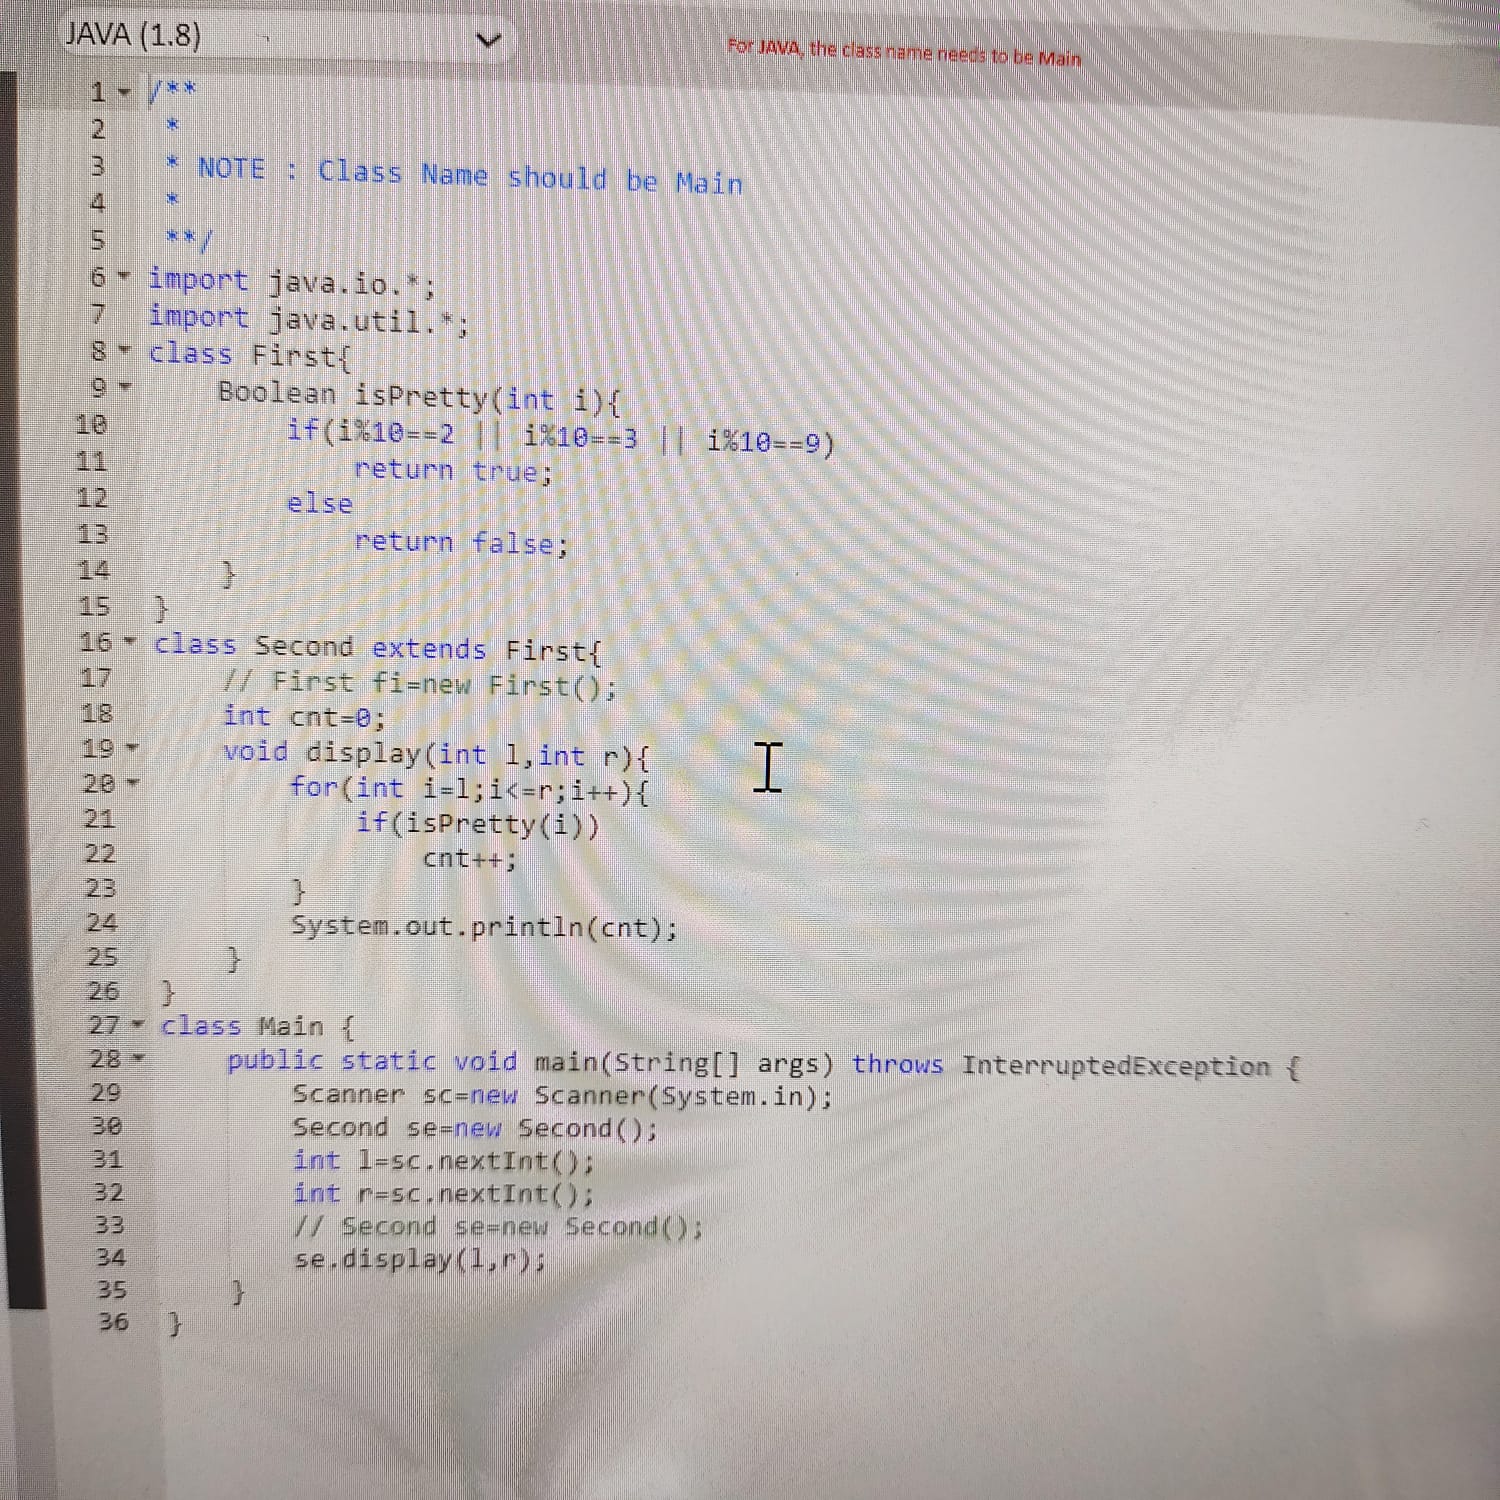 JAVA (1.8)
For JAVA, the class name needs to be Main
1 /**
2 *
3 * NOTE : Class Name should be Main
4 *
5 **/
6 import java.io.*;
7 import java.util.*;
8 class First{
9 Boolean isPretty(int i){
10 if(i%10==2 || i%10==3 || i%10==9)
11 return true;
12 else
13 return false;
14 }
15 }
16 class Second extends First{
17 // First fi=new First();
18 int cnt=0;
19 void display(int l,int r){
20 for(int i=l;i<=r;i++){
21 if(isPretty(i))
22 cnt++;
23 }
24 System.out.println(cnt);
25 }
26 }
27 class Main {
28 public static void main(String[] args) throws InterruptedException {
29 Scanner sc=new Scanner(System.in);
30 Second se=new Second();
31 int l=sc.nextInt();
32 int r=sc.nextInt();
33 // Second se=new Second();
34 se.display(l,r);
35 }
36 }